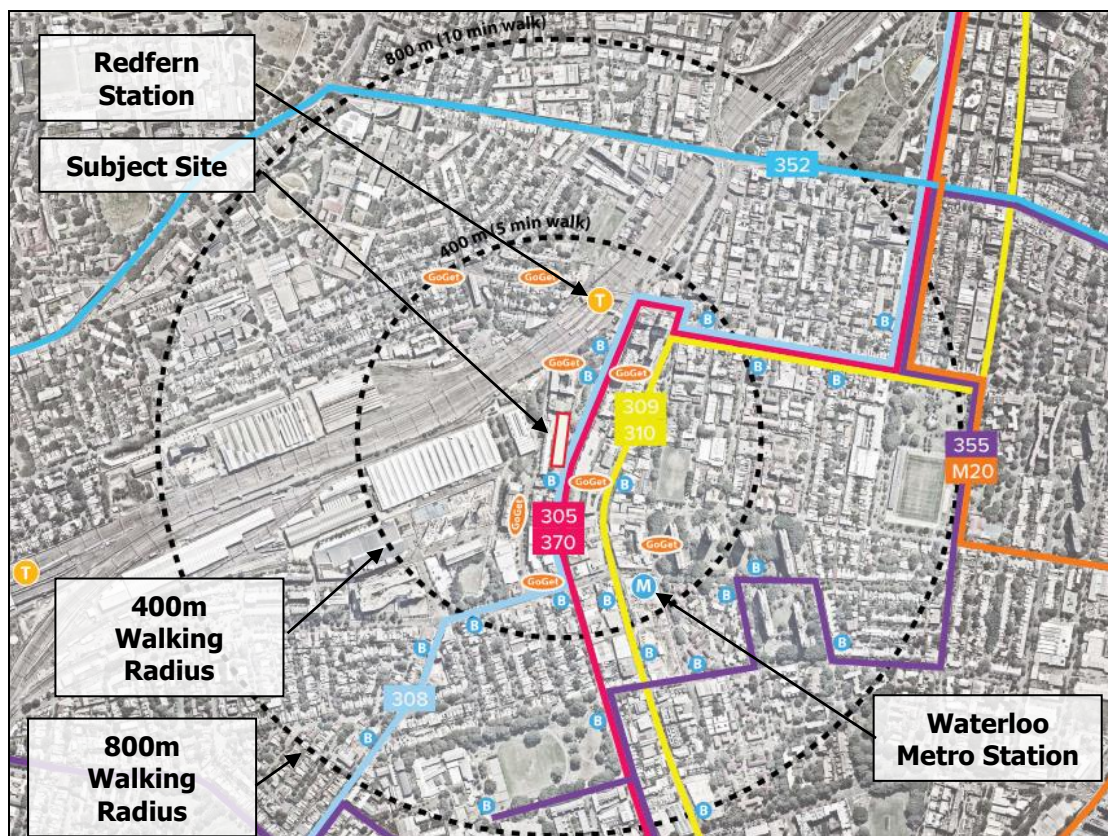 800 m (10 min walk)
Redfern
Station
Subject Site
352
400 m (5 min walk)
GoGet
GoGet
T
B
B
B
GoGet
B
GoGet
B
B
309
310
355
M20
B
GoGet
B
GoGet
305
370
GoGet
T
400m
Walking
Radius
GoGet
M
B
B
B
B
B
B
B
B
B
308
Waterloo
Metro Station
B
B
800m
Walking
Radius
B
B